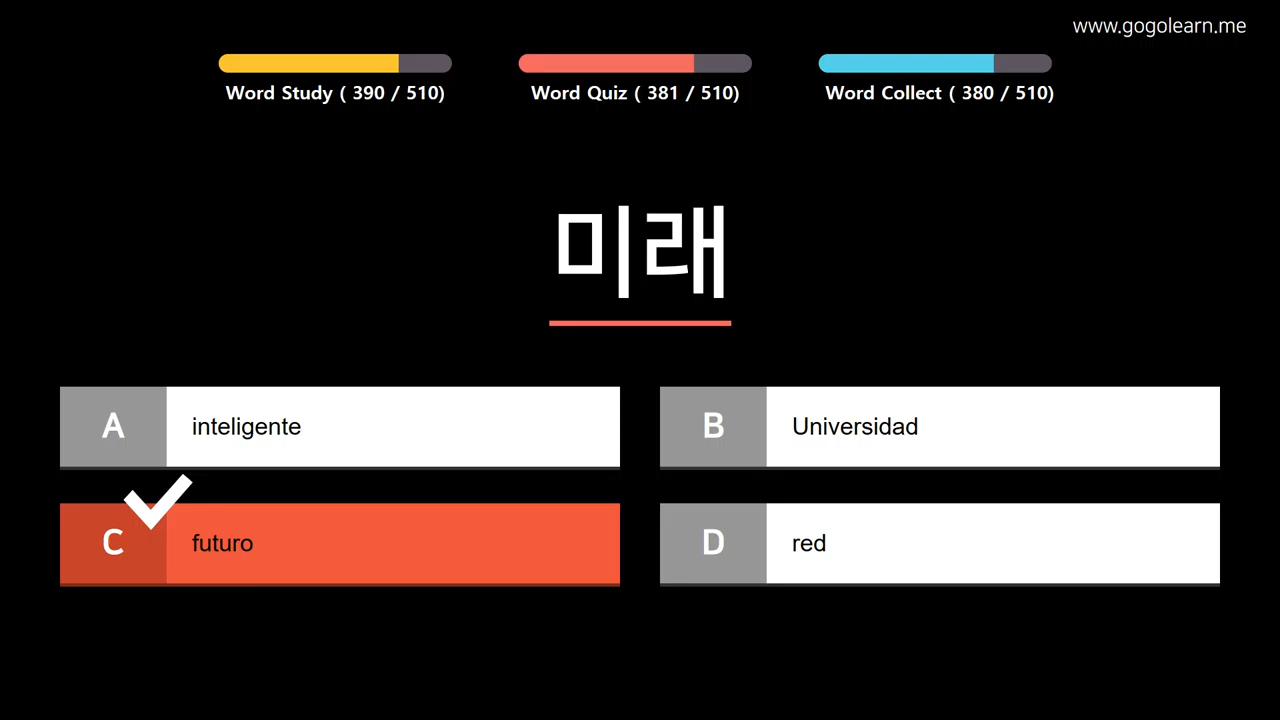 www.gogolearn.me
Word Study ( 390 / 510)
Word Quiz ( 381 / 510)
Word Collect ( 380 / 510)
미래
A inteligente
B Universidad
C futuro
D red